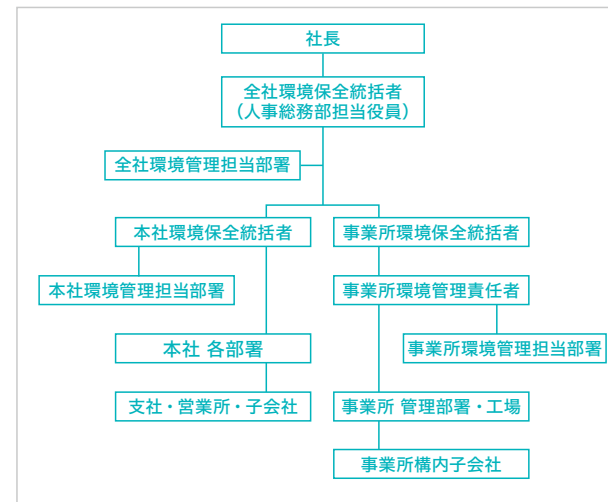 社長
全社環境保全統括者
（人事総務部担当役員）
全社環境管理担当部署
本社環境保全統括者
事業所環境保全統括者
本社環境管理担当部署
事業所環境管理責任者
本社 各部署
事業所環境管理担当部署
支社・営業所・子会社
事業所 管理部署・工場
事業所構内子会社